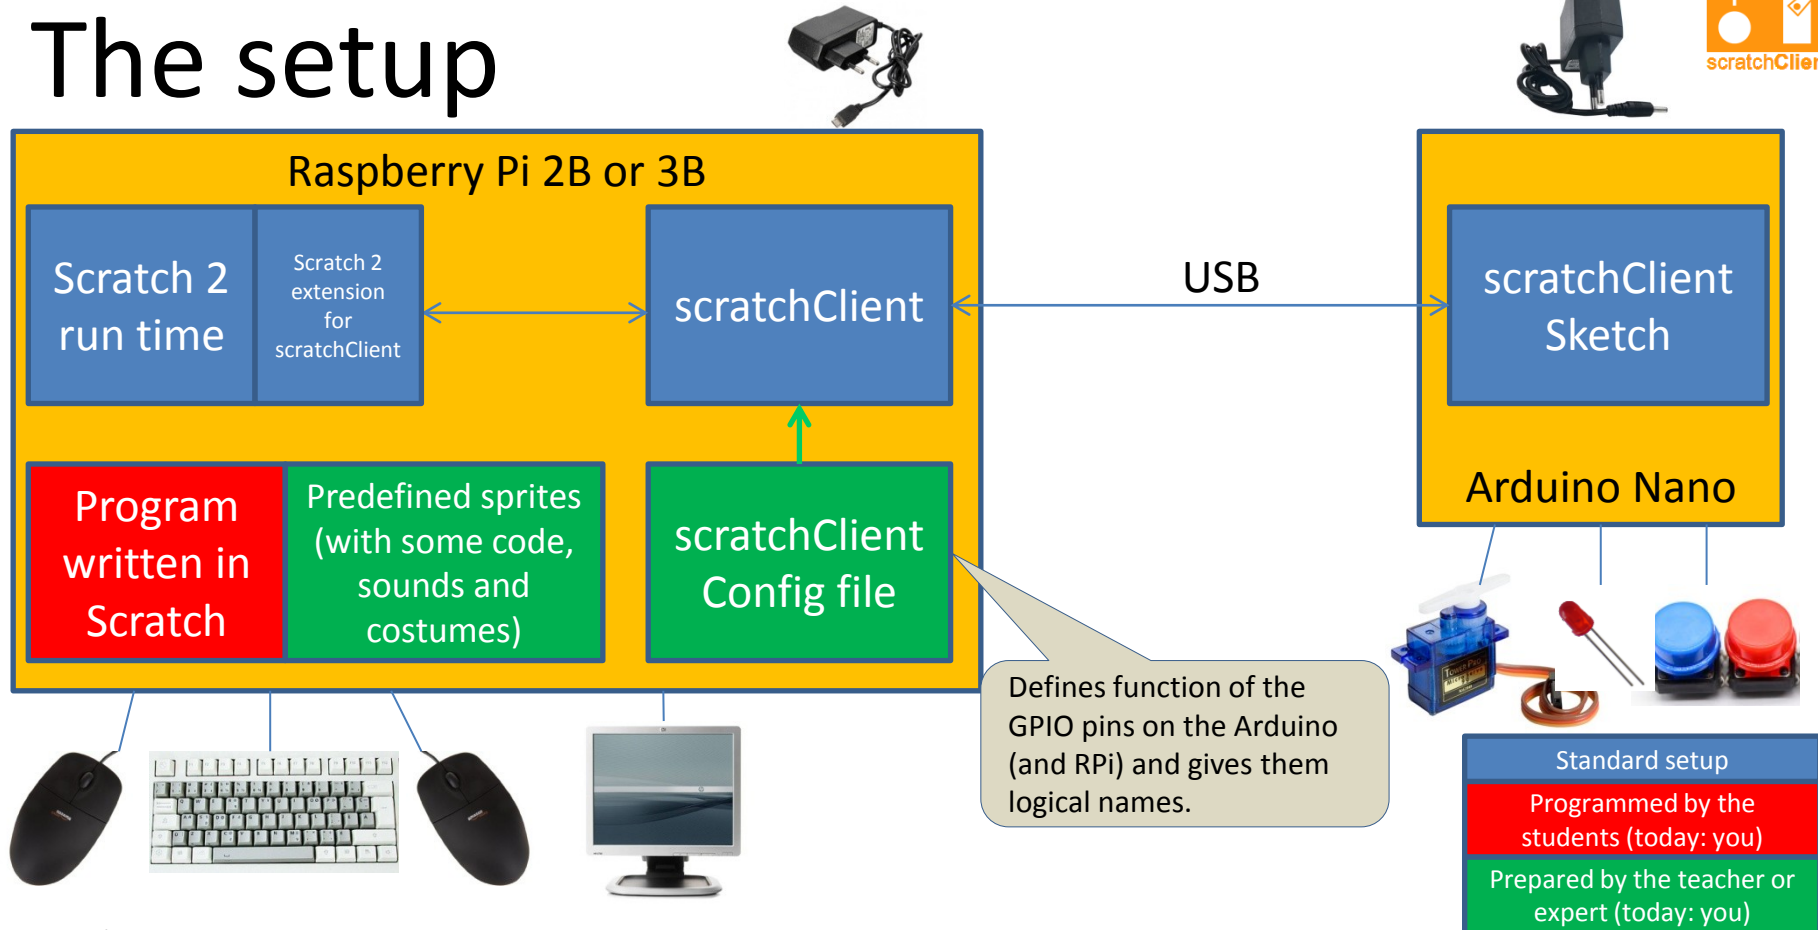 The setup
scratchClien
Raspberry Pi 2B or 3B
Scratch 2
run time
Scratch 2
extension
for
scratchClient
scratchClient
USB
scratchClient
Sketch
Program
written in
Scratch
Predefined sprites
(with some code,
sounds and
costumes)
scratchClient
Config file
Arduino Nano
Defines function of the
GPIO pins on the Arduino
(and RPi) and gives them
logical names.
Standard setup
Programmed by the
students (today: you)
Prepared by the teacher or
expert (today: you)